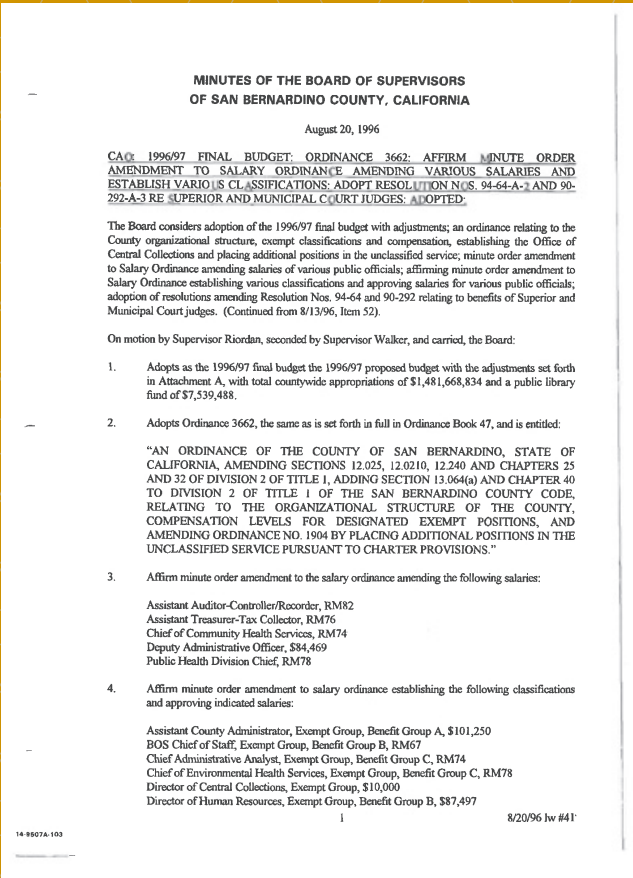 MINUTES OF THE BOARD OF SUPERVISORS
OF SAN BERNARDINO COUNTY, CALIFORNIA
August 20, 1996
CAO: 1996/97 FINAL BUDGET: ORDINANCE 3662: AFFIRM MINUTE ORDER
AMENDMENT TO SALARY ORDINANCE AMENDING VARIOUS SALARIES AND
ESTABLISH VARIOUS CLASSIFICATIONS: ADOPT RESOLUTION NOS. 94-64-A-2 AND 90-
292-A-3 RE SUPERIOR AND MUNICIPAL COURT JUDGES: ADOPTED:
The Board considers adoption of the 1996/97 final budget with adjustments; an ordinance relating to the
County organizational structure, exempt classifications and compensation, establishing the Office of
Central Collections and placing additional positions in the unclassified service; minute order amendment
to Salary Ordinance amending salaries of various public officials; affirming minute order amendment to
Salary Ordinance establishing various classifications and approving salaries for various public officials;
adoption of resolutions amending Resolution Nos. 94-64 and 90-292 relating to benefits of Superior and
Municipal Court judges. (Continued from 8/13/96, Item 52).
On motion by Supervisor Riordan, seconded by Supervisor Walker, and carried, the Board:
1. Adopts as the 1996/97 final budget the 1996/97 proposed budget with the adjustments set forth
in Attachment A, with total countywide appropriations of $1,481,668,834 and a public library
fund of $7,539,488.
2. Adopts Ordinance 3662, the same as is set forth in full in Ordinance Book 47, and is entitled:
"AN ORDINANCE OF THE COUNTY OF SAN BERNARDINO, STATE OF
CALIFORNIA, AMENDING SECTIONS 12.025, 12.0210, 12.240 AND CHAPTERS 25
AND 32 OF DIVISION 2 OF TITLE 1, ADDING SECTION 13.064(a) AND CHAPTER 40
TO DIVISION 2 OF TITLE 1 OF THE SAN BERNARDINO COUNTY CODE,
RELATING TO THE ORGANIZATIONAL STRUCTURE OF THE COUNTY,
COMPENSATION LEVELS FOR DESIGNATED EXEMPT POSITIONS, AND
AMENDING ORDINANCE NO. 1904 BY PLACING ADDITIONAL POSITIONS IN THE
UNCLASSIFIED SERVICE PURSUANT TO CHARTER PROVISIONS."
3. Affirm minute order amendment to the salary ordinance amending the following salaries:
Assistant Auditor-Controller/Recorder, RM82
Assistant Treasurer-Tax Collector, RM76
Chief of Community Health Services, RM74
Deputy Administrative Officer, $84,469
Public Health Division Chief, RM78
4. Affirm minute order amendment to salary ordinance establishing the following classifications
and approving indicated salaries:
Assistant County Administrator, Exempt Group, Benefit Group A, $101,250
BOS Chief of Staff, Exempt Group, Benefit Group B, RM67
Chief Administrative Analyst, Exempt Group, Benefit Group C, RM74
Chief of Environmental Health Services, Exempt Group, Benefit Group C, RM78
Director of Central Collections, Exempt Group, $10,000
Director of Human Resources, Exempt Group, Benefit Group B, $87,497
1 8/20/96 lw #41
14-9507A-103